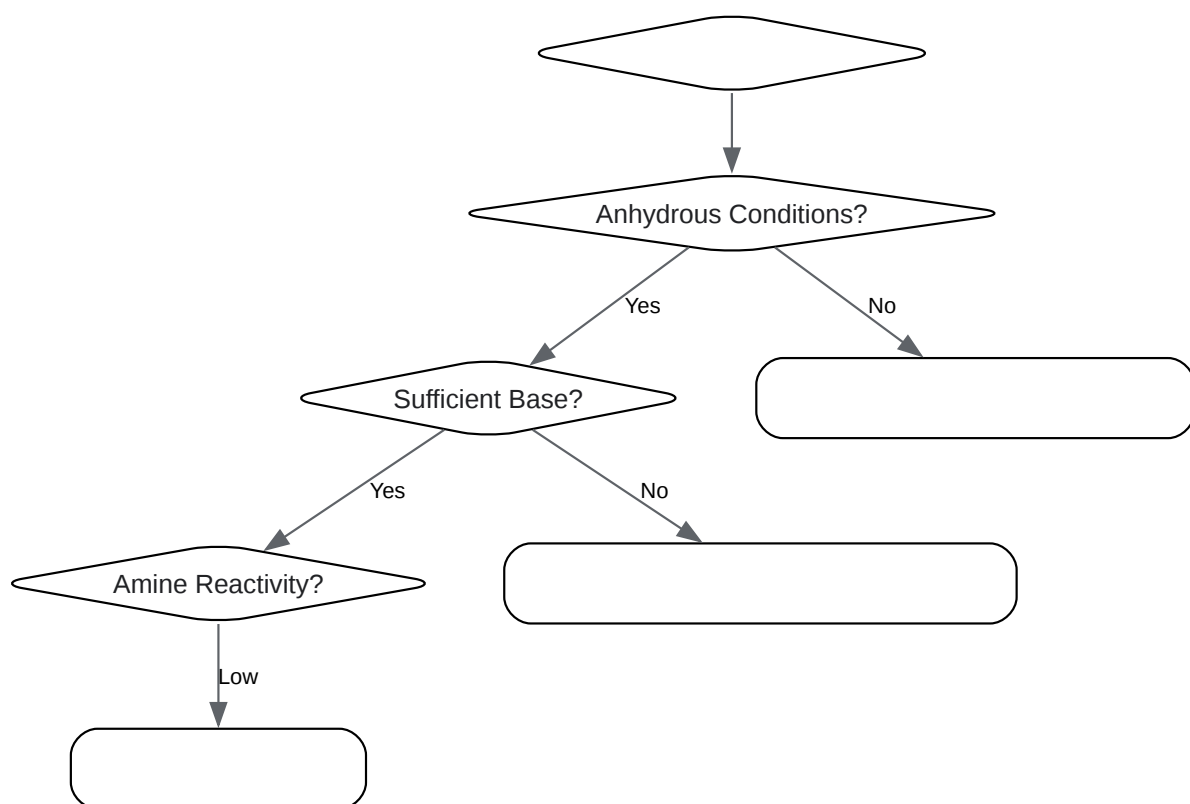 Anhydrous Conditions?
Yes
No
Sufficient Base?
Yes
No
Amine Reactivity?
Low